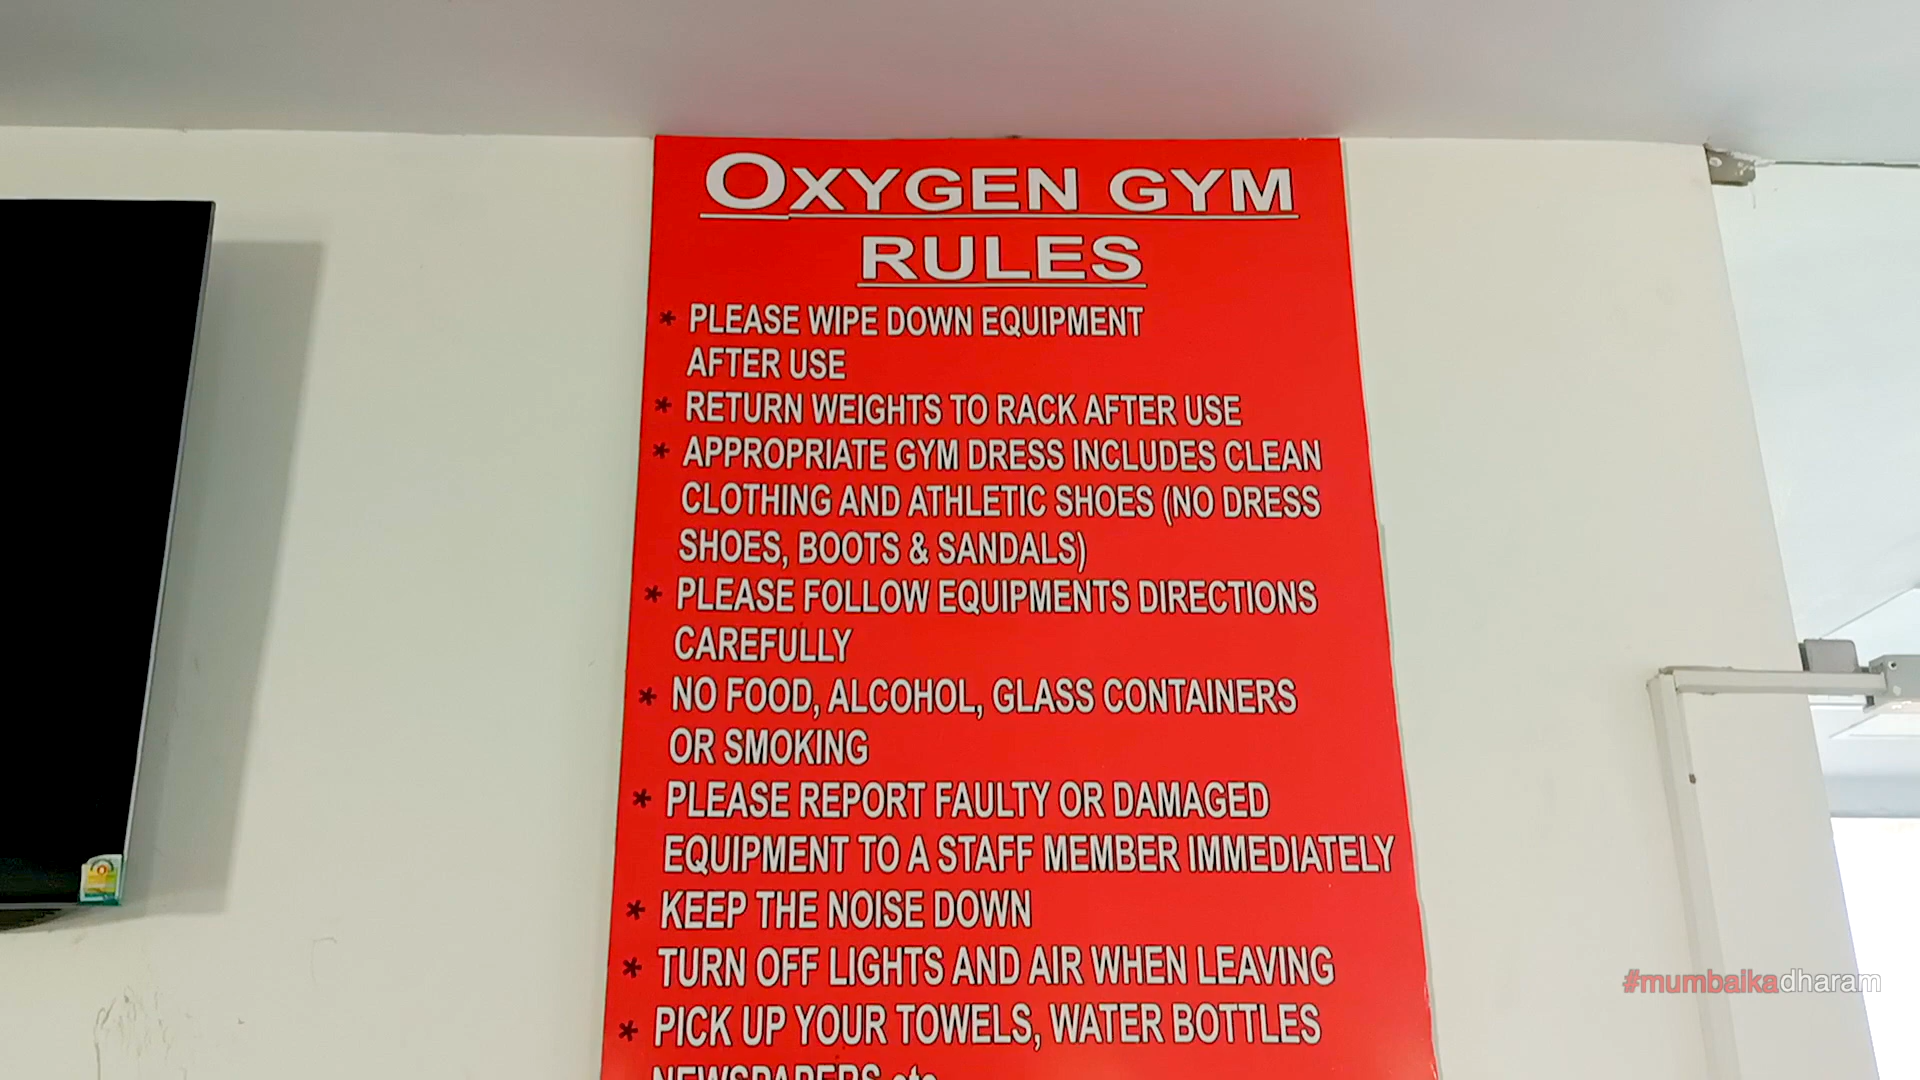 OXYGEN GYM
RULES
* PLEASE WIPE DOWN EQUIPMENT
AFTER USE
* RETURN WEIGHTS TO RACK AFTER USE
* APPROPRIATE GYM DRESS INCLUDES CLEAN
CLOTHING AND ATHLETIC SHOES (NO DRESS
SHOES, BOOTS & SANDALS)
* PLEASE FOLLOW EQUIPMENTS DIRECTIONS
CAREFULLY
* NO FOOD, ALCOHOL, GLASS CONTAINERS
OR SMOKING
* PLEASE REPORT FAULTY OR DAMAGED
EQUIPMENT TO A STAFF MEMBER IMMEDIATELY
* KEEP THE NOISE DOWN
* TURN OFF LIGHTS AND AIR WHEN LEAVING
* PICK UP YOUR TOWELS, WATER BOTTLES
NEWSPAPERS etc
#mumbaikadharam